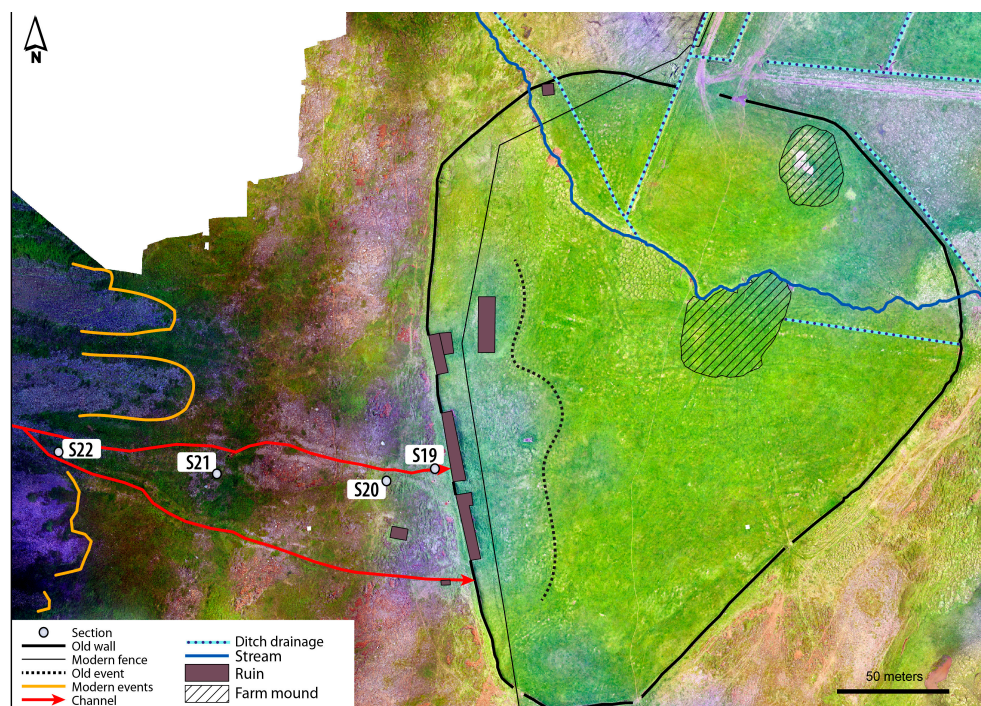 N
S22
S21
S19
S20
Section
Old wall
Modern fence
Old event
Modern events
Channel
Ditch drainage
Stream
Ruin
Farm mound
50 meters